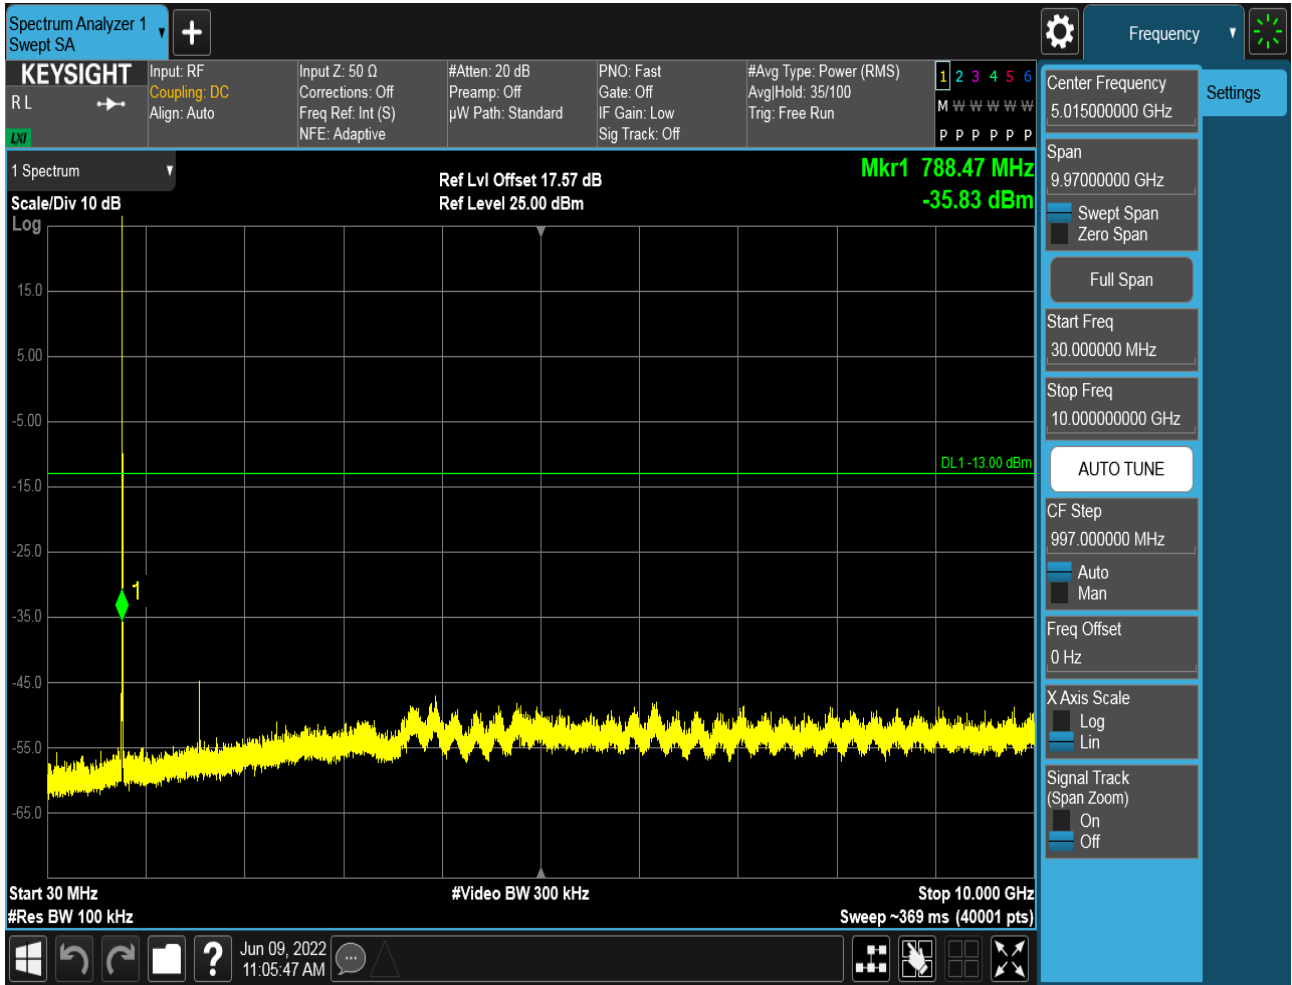 Spectrum Analyzer 1
Swept SA
Frequency
KEYSIGHT
R L
LXI
Input: RF
Coupling: DC
Align: Auto
Input Z: 50 Ω
Corrections: Off
Freq Ref: Int (S)
NFE: Adaptive
#Atten: 20 dB
Preamp: Off
µW Path: Standard
PNO: Fast
Gate: Off
IF Gain: Low
Sig Track: Off
#Avg Type: Power (RMS)
Avg|Hold: 35/100
Trig: Free Run
1 2 3 4 5 6
M W W W W W
P P P P P P
1 Spectrum
Scale/Div 10 dB
Log
Ref Lvl Offset 17.57 dB
Ref Level 25.00 dBm
Mkr1 788.47 MHz
-35.83 dBm
15.0
5.00
-5.00
DL1 -13.00 dBm
-15.0
-25.0
1
-35.0
-45.0
-55.0
-65.0
Start 30 MHz
#Video BW 300 kHz
Stop 10.000 GHz
#Res BW 100 kHz
Sweep ~369 ms (40001 pts)
?
Jun 09, 2022
11:05:47 AM
Center Frequency
5.015000000 GHz
Settings
Span
9.97000000 GHz
Swept Span
Zero Span
Full Span
Start Freq
30.000000 MHz
Stop Freq
10.000000000 GHz
AUTO TUNE
CF Step
997.000000 MHz
Auto
Man
Freq Offset
0 Hz
X Axis Scale
Log
Lin
Signal Track
(Span Zoom)
On
Off